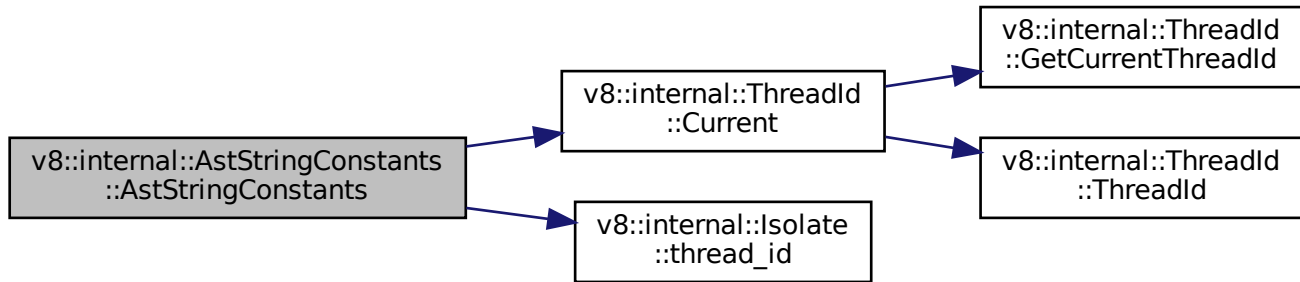 v8::internal::AstStringConstants
::AstStringConstants
v8::internal::ThreadId
::Current
v8::internal::ThreadId
::GetCurrentThreadId
v8::internal::ThreadId
::ThreadId
v8::internal::Isolate
::thread_id